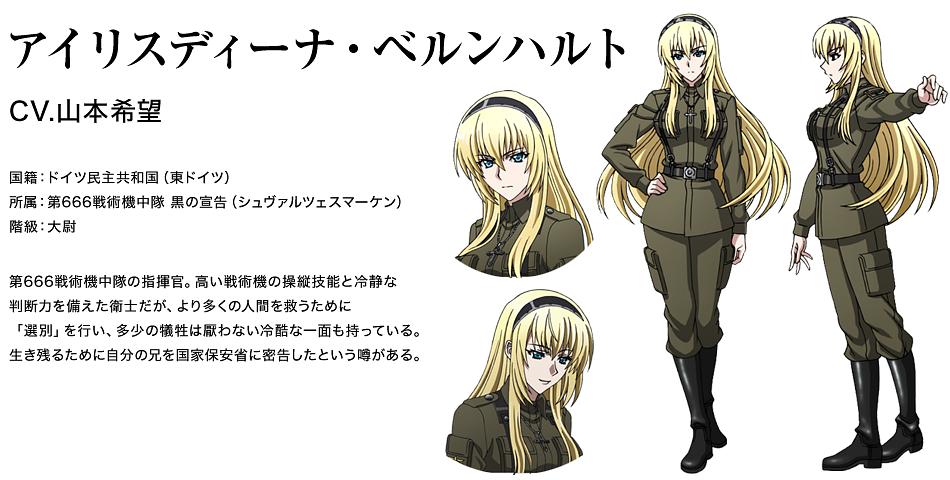 アイリスディーナ・ベルンハルト
CV.山本希望
国籍：ドイツ民主共和国（東ドイツ）
所属：第666戦術機中隊 黒の宣告（シュヴァルツェスマーケン）
階級：大尉
第666戦術機中隊の指揮官。高い戦術機の操縦技能と冷静な
判断力を備えた衛士だが、より多くの人間を救うために
「選別」を行い、多少の犠牲は厭わない冷酷な一面も持っている。
生き残るために自分の兄を国家保安省に密告したという噂がある。